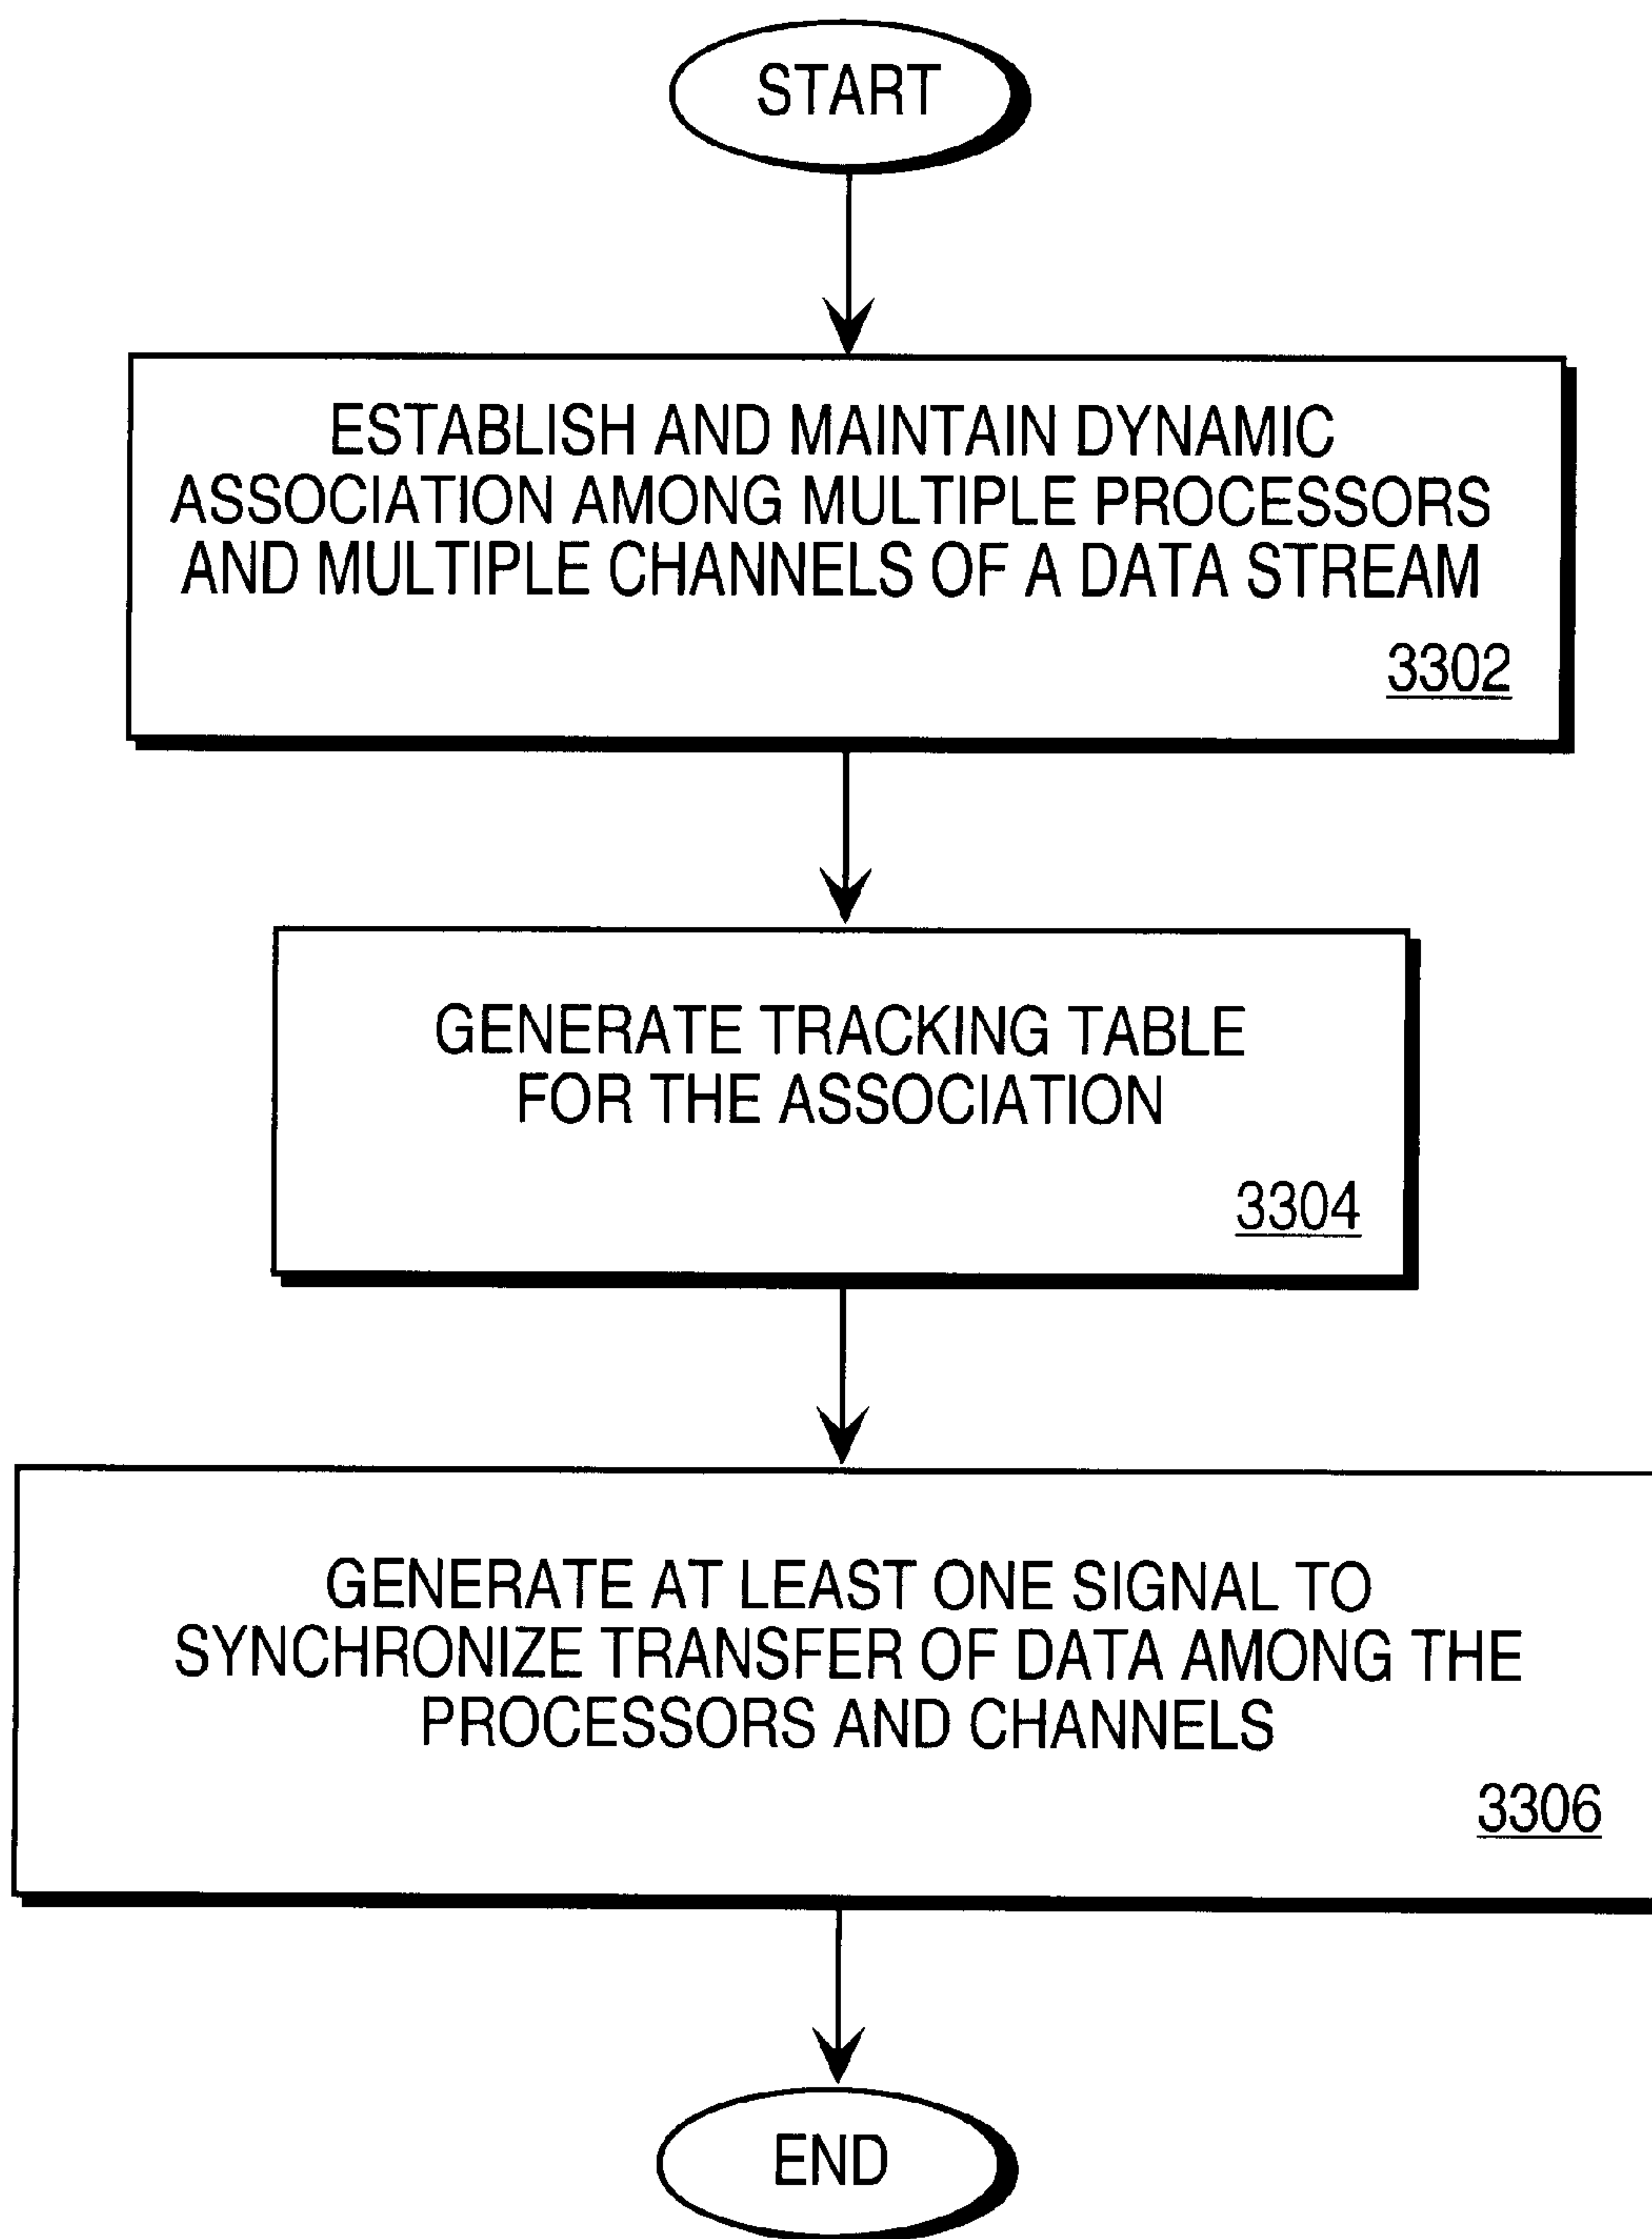 START
ESTABLISH AND MAINTAIN DYNAMIC
ASSOCIATION AMONG MULTIPLE PROCESSORS
AND MULTIPLE CHANNELS OF A DATA STREAM
3302
GENERATE TRACKING TABLE
FOR THE ASSOCIATION
3304
GENERATE AT LEAST ONE SIGNAL TO
SYNCHRONIZE TRANSFER OF DATA AMONG THE
PROCESSORS AND CHANNELS
3306
END